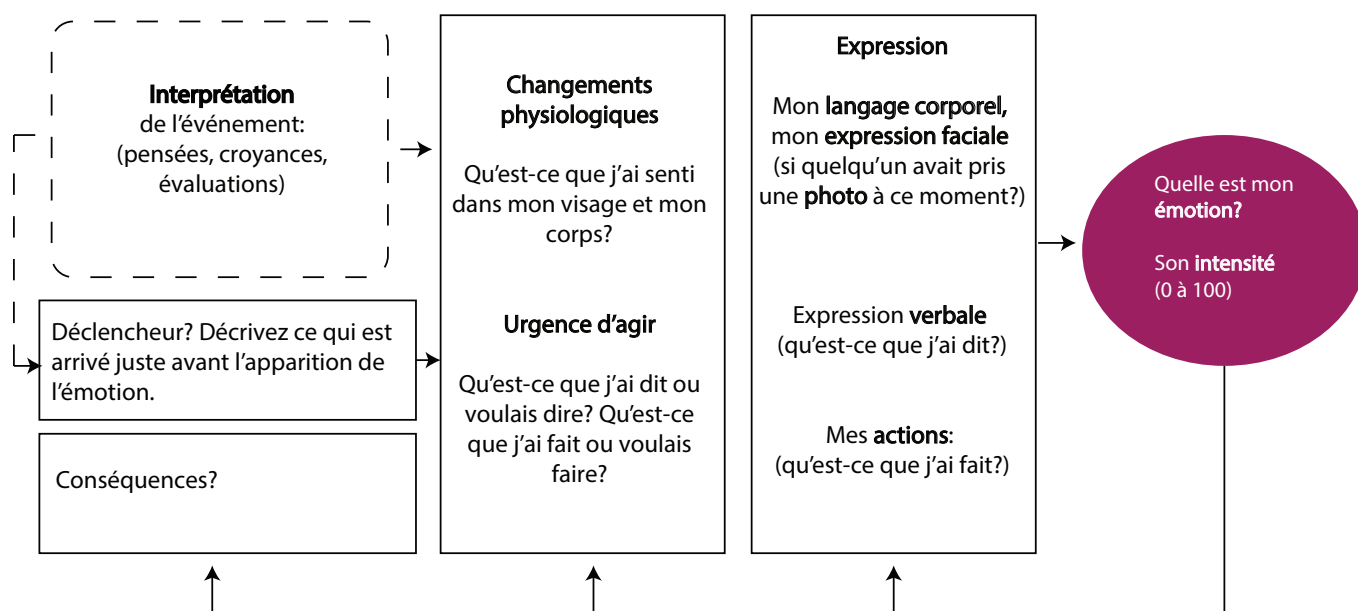 Interprétation
de l'événement:
(pensées, croyances,
évaluations)
Déclencheur? Décrivez ce qui est
arrivé juste avant l'apparition de
l'émotion.
Conséquences?
Changements
physiologiques
Qu'est-ce que j'ai senti
dans mon visage et mon
corps?
Urgence d'agir
Qu'est-ce que j'ai dit ou
voulais dire? Qu'est-ce
que j'ai fait ou voulais
faire?
Expression
Mon langage corporel,
mon expression faciale
(si quelqu'un avait pris
une photo à ce moment?)
Expression verbale
(qu'est-ce que j'ai dit?)
Mes actions:
(qu'est-ce que j'ai fait?)
Quelle est mon
émotion?
Son intensité
(0 à 100)